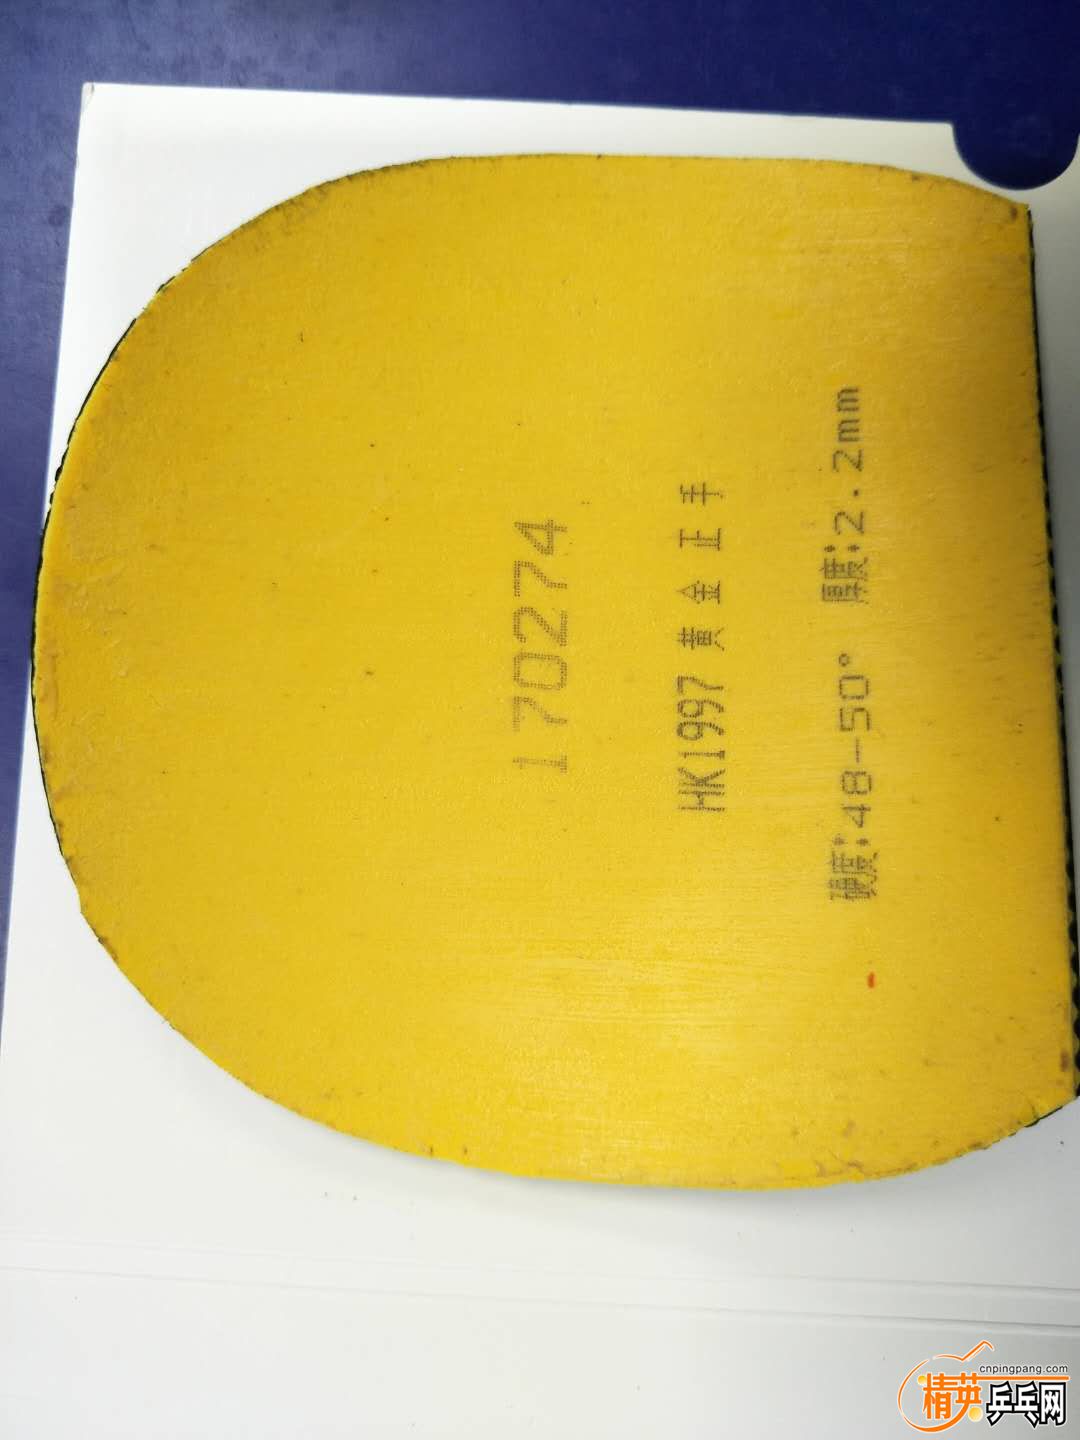 170274
HK1997 黄金正手
硬度:48-50° 厚度:2.2mm
cnpingpang.com
精英乒乓网